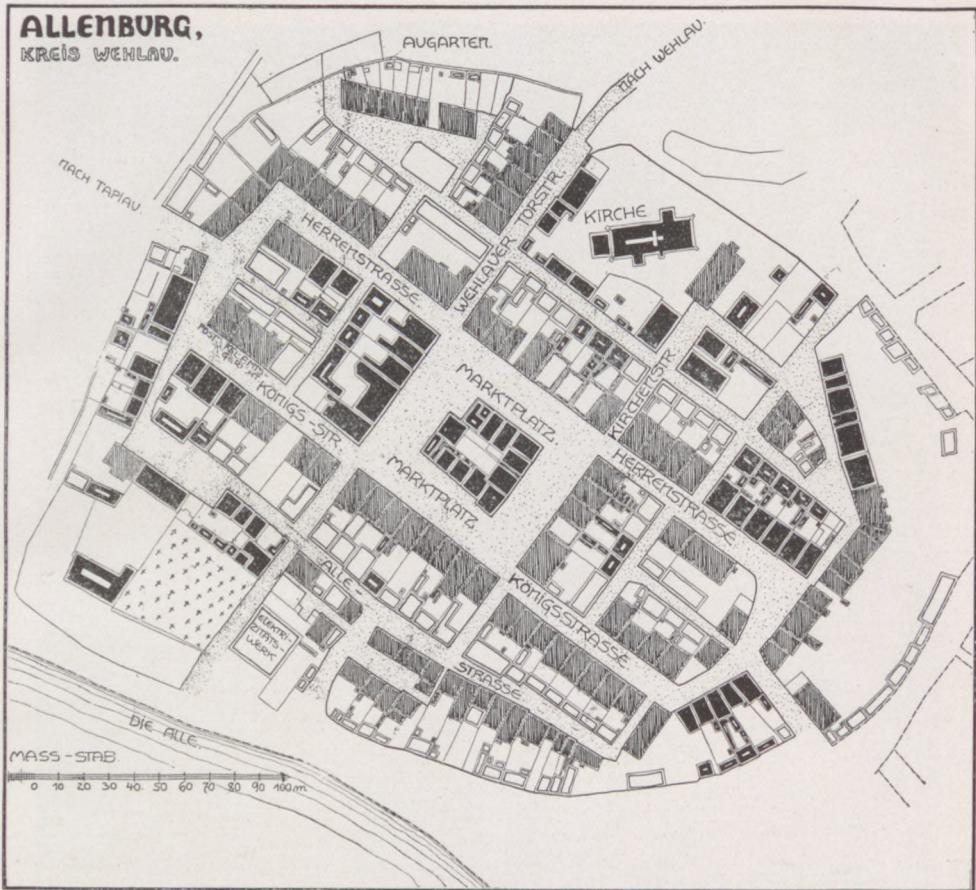 ALLENBURG,
KREIS WEHLAU.
AUGARTEN.
NACH WEHLAU.
NACH TAPIAU.
HERRENSTRASSE
WEHLAUER TORSTR.
KIRCHE
KÖNIGS-STR
MARKTPLATZ
MARKTPLATZ
KIRCHENSTR
HERRENSTRASSE
KÖNIGSSTRASSE
ALLE-
STRASSE
ELEKTRI-
ZITÄTS-
WERK
DIE ALLE.
MASS-STAB.
0 10 20 30 40 50 60 70 80 90 100 m